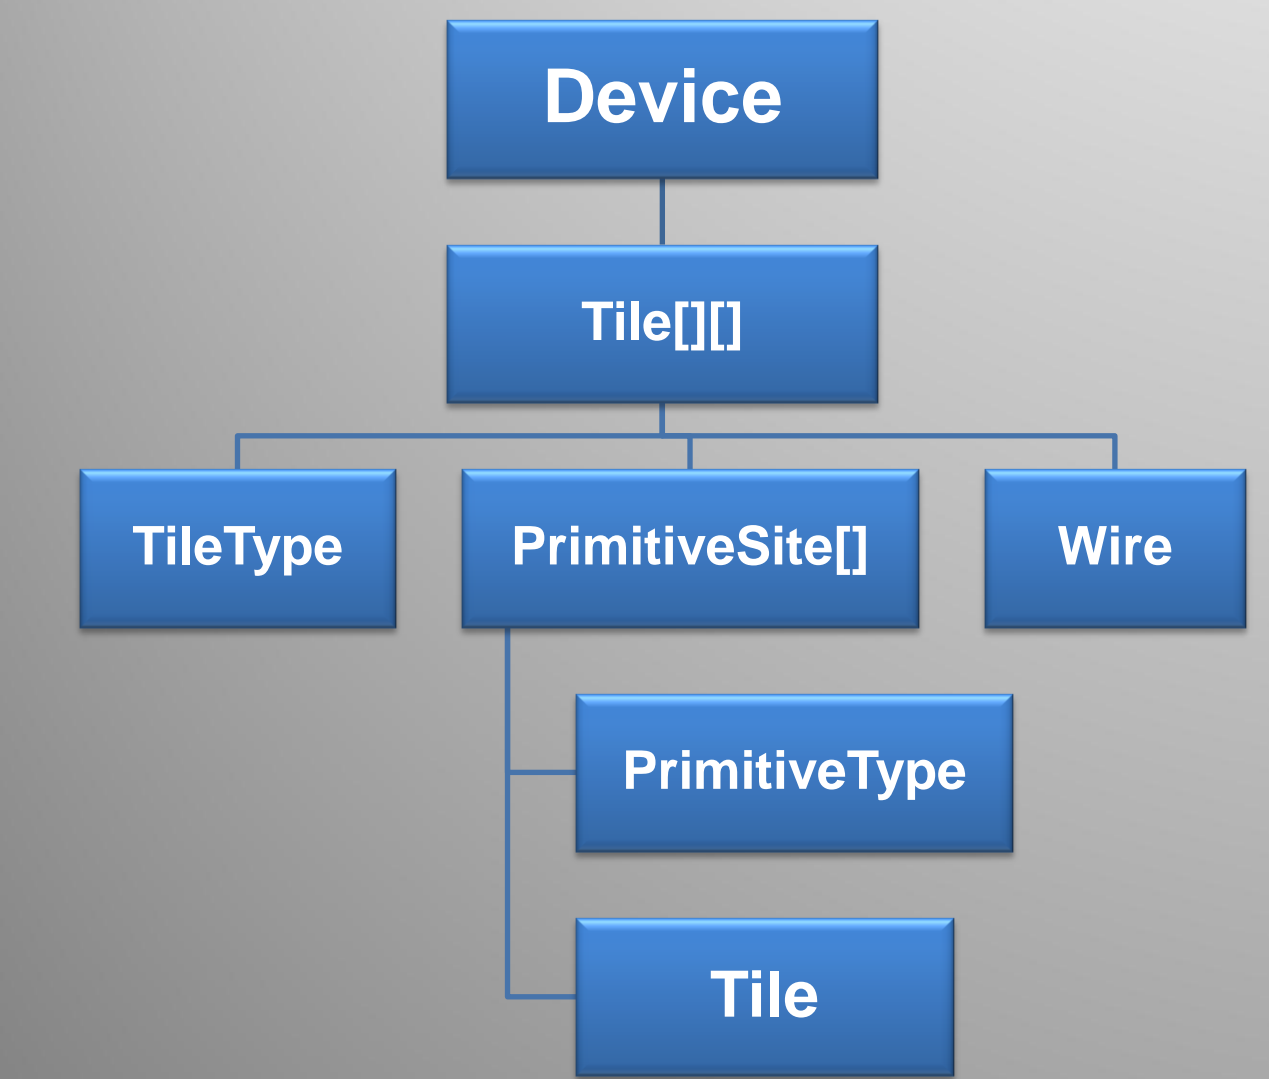 Device
Tile[][]
TileType
PrimitiveSite[]
Wire
PrimitiveType
Tile